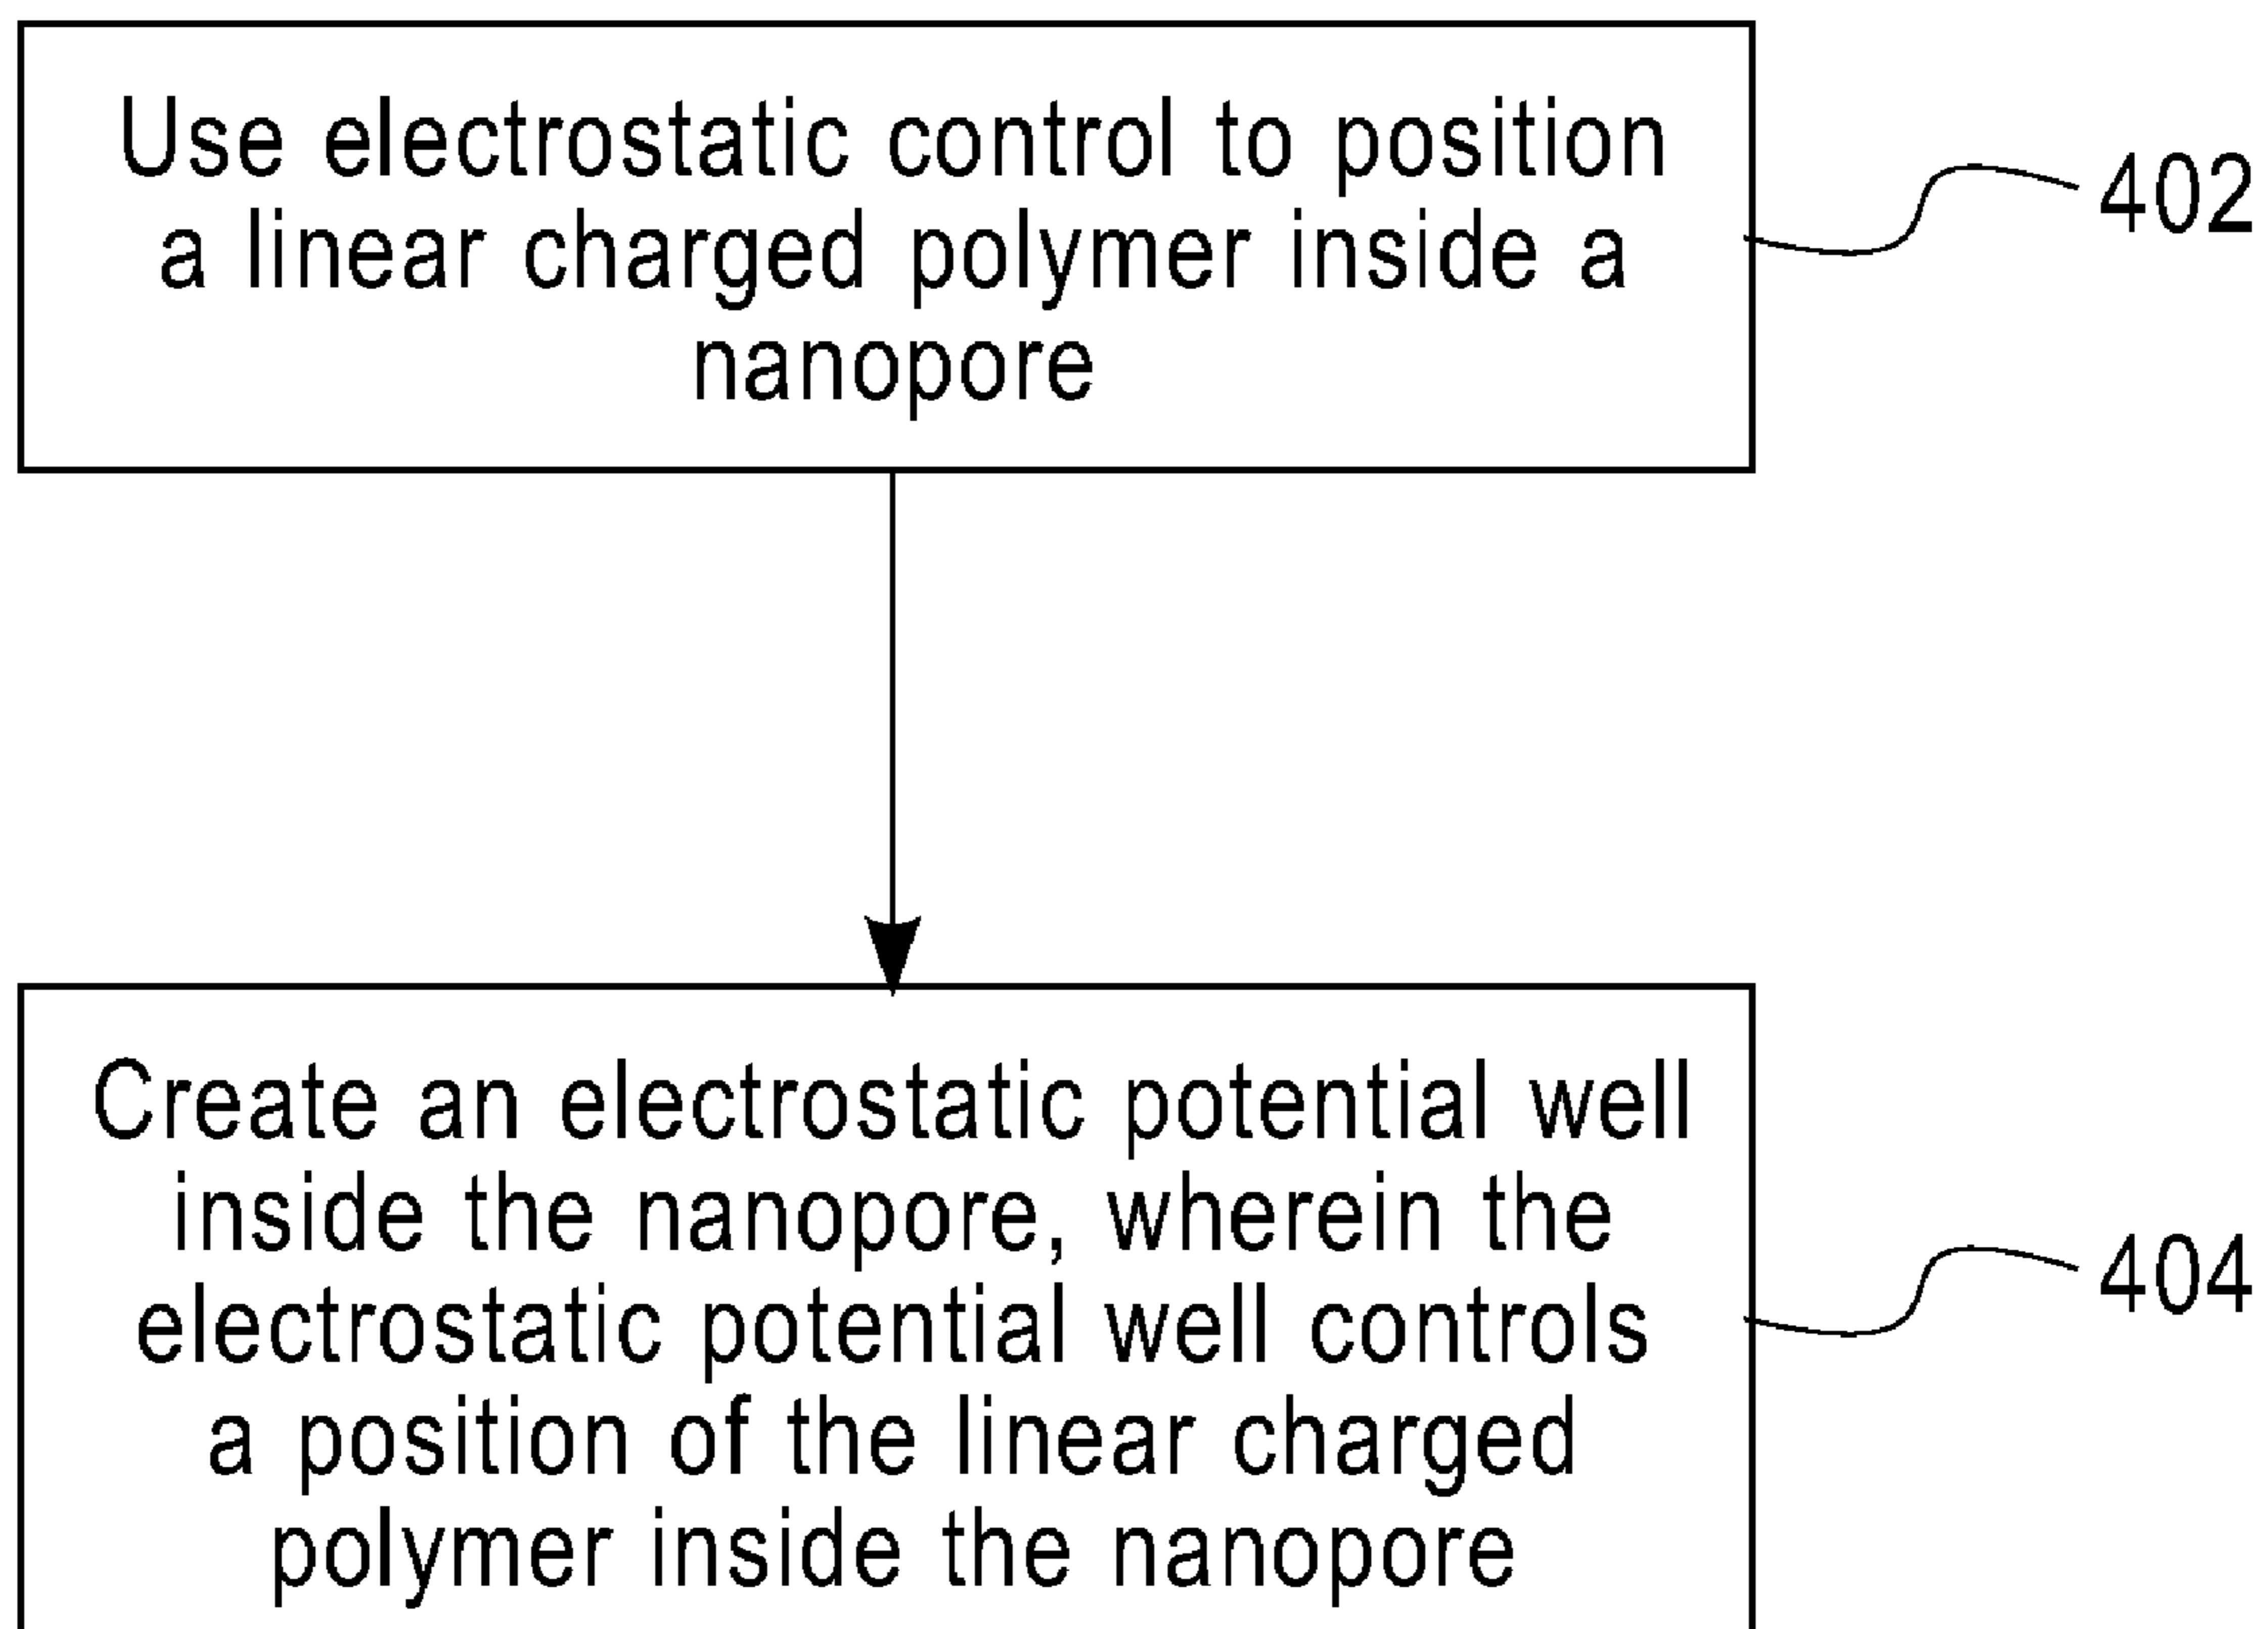 Use electrostatic control to position
a linear charged polymer inside a
nanopore
402
Create an electrostatic potential well
inside the nanopore, wherein the
electrostatic potential well controls
a position of the linear charged
polymer inside the nanopore
404